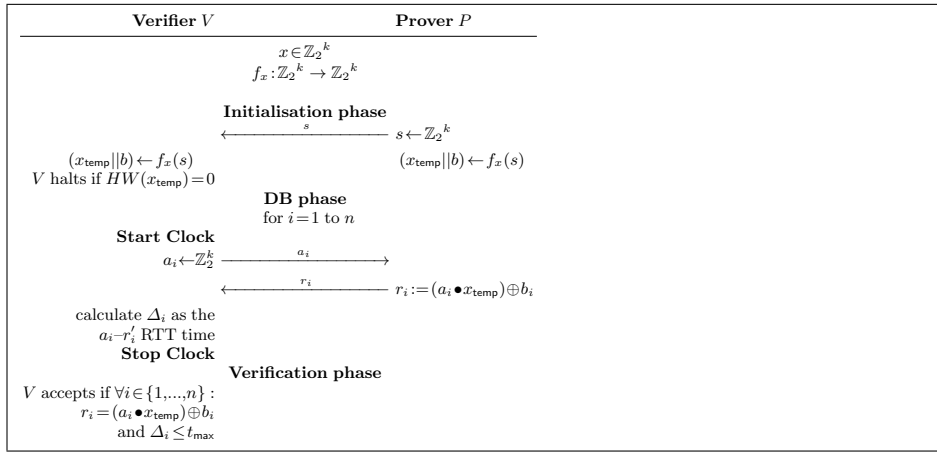 Verifier V Prover P
x∈ℤ₂ᵏ
fₓ:ℤ₂ᵏ → ℤ₂ᵏ
Initialisation phase
s
s←ℤ₂ᵏ
(x_temp||b)←fₓ(s) (x_temp||b)←fₓ(s)
V halts if HW(x_temp)=0
DB phase
for i=1 to n
Start Clock
aᵢ←ℤ₂ᵏ aᵢ
rᵢ rᵢ:=(aᵢ•x_temp)⊕bᵢ
calculate Δᵢ as the
aᵢ–r′ᵢ RTT time
Stop Clock
Verification phase
V accepts if ∀i∈{1,...,n} :
rᵢ=(aᵢ•x_temp)⊕bᵢ
and Δᵢ≤t_max